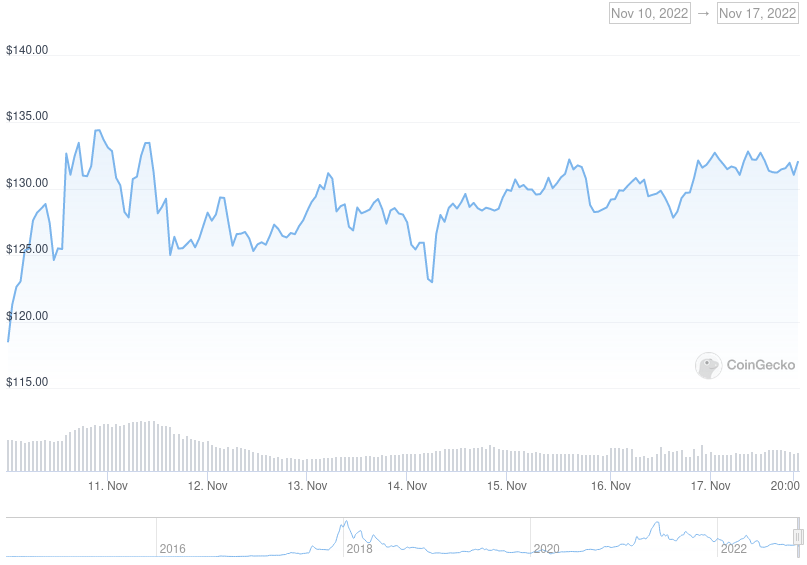 Nov 10, 2022 → Nov 17, 2022
$140.00
$135.00
$130.00
$125.00
$120.00
$115.00
CoinGecko
11. Nov 12. Nov 13. Nov 14. Nov 15. Nov 16. Nov 17. Nov 20:00
2016 2018 2020 2022